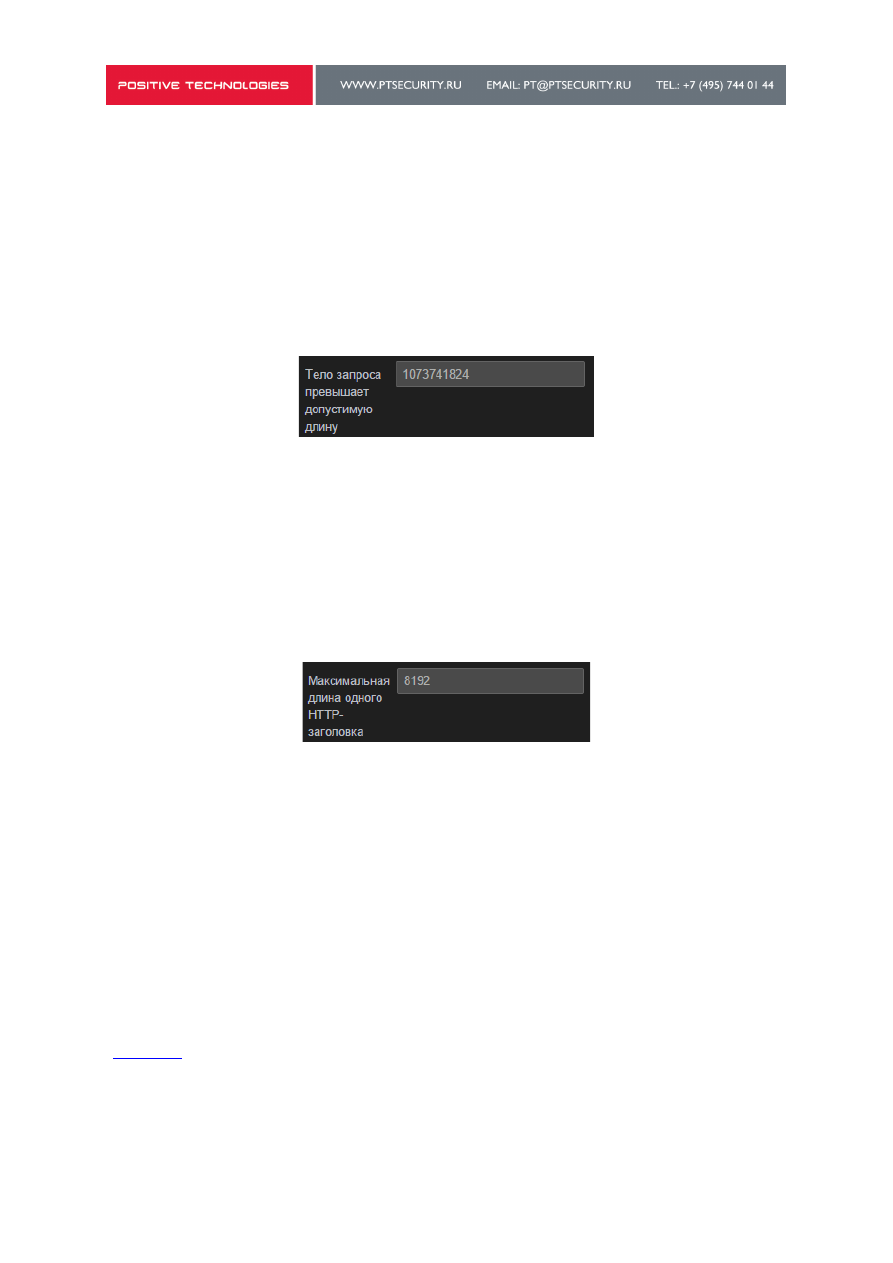 POSITIVE TECHNOLOGIES
WWW.PTSECURITY.RU EMAIL: PT@PTSECURITY.RU TEL.: +7 (495) 744 01 44
Тело запроса 1073741824
превышает
допустимую
длину
Максимальная 8192
длина одного
HTTP-
заголовка